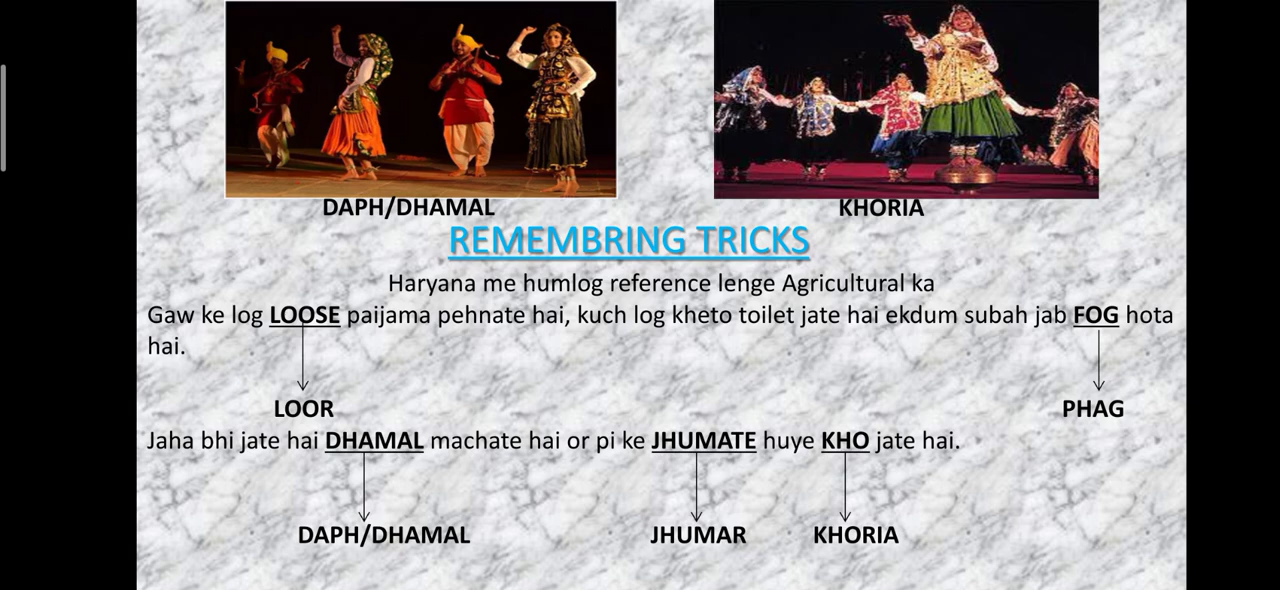 DAPH/DHAMAL KHORIA
REMEMBRING TRICKS
Haryana me humlog reference lenge Agricultural ka
Gaw ke log LOOSE paijama pehnate hai, kuch log kheto toilet jate hai ekdum subah jab FOG hota
hai.
LOOR PHAG
Jaha bhi jate hai DHAMAL machate hai or pi ke JHUMATE huye KHO jate hai.
DAPH/DHAMAL JHUMAR KHORIA